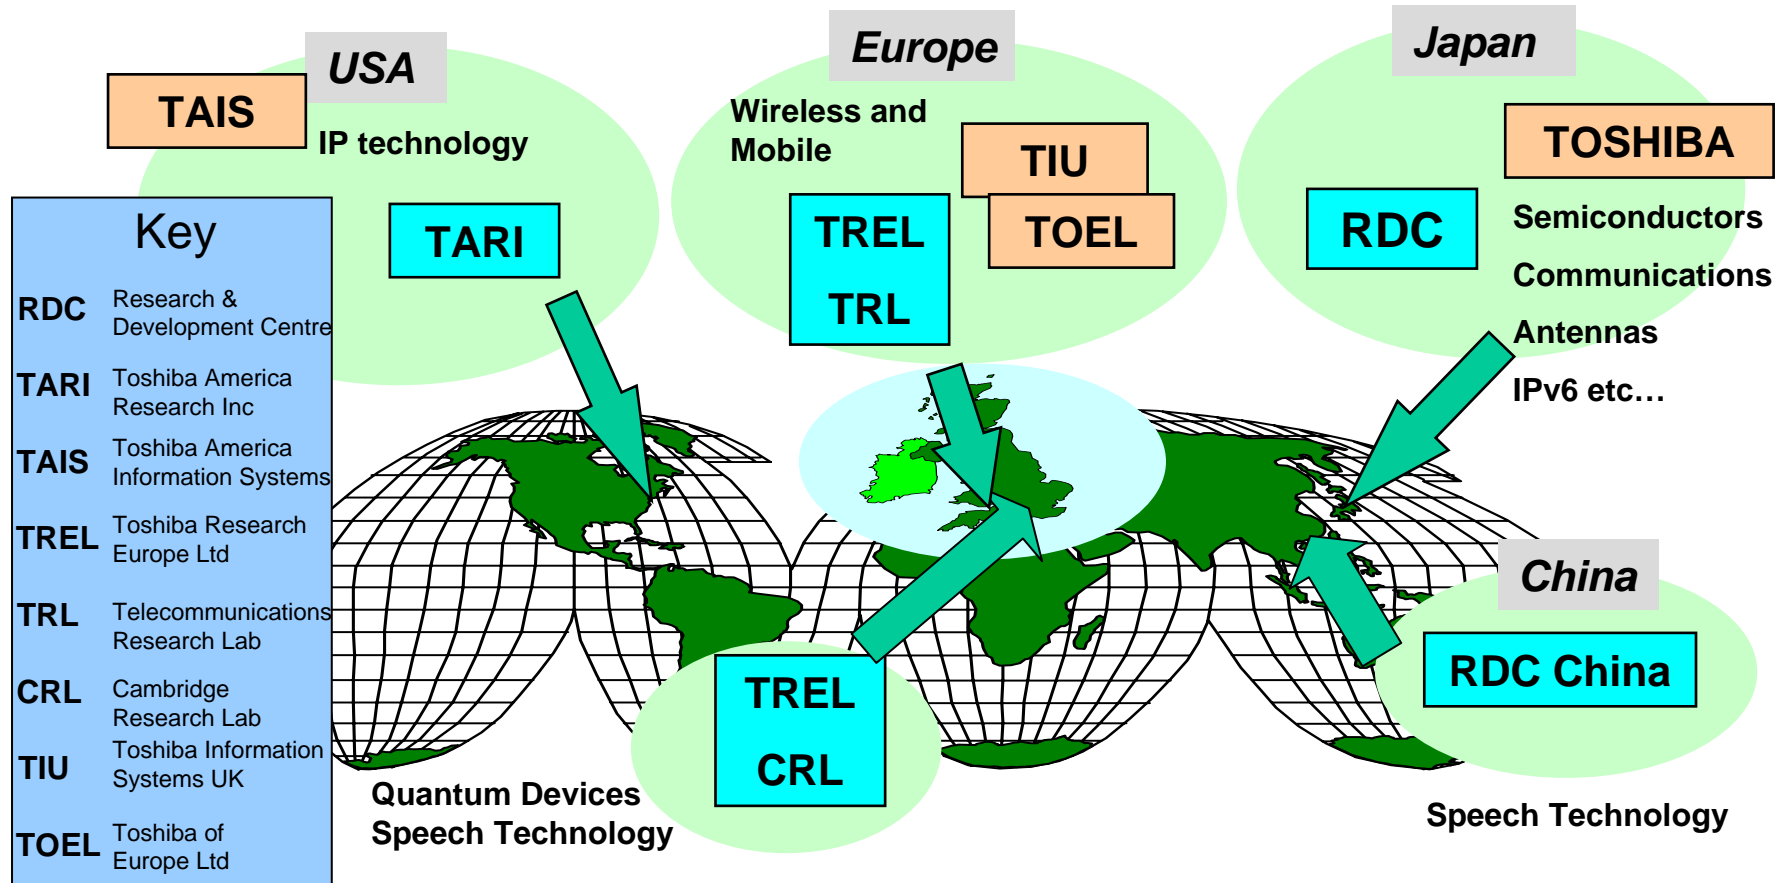 USA
TAIS
IP technology
TARI
Europe
Wireless and
Mobile
TIU
TOEL
TREL
TRL
Japan
TOSHIBA
RDC
Semiconductors
Communications
Antennas
IPv6 etc…
Key
RDC Research &
Development Centre
TARI Toshiba America
Research Inc
TAIS Toshiba America
Information Systems
TREL Toshiba Research
Europe Ltd
TRL Telecommunications
Research Lab
CRL Cambridge
Research Lab
TIU Toshiba Information
Systems UK
TOEL Toshiba of
Europe Ltd
TREL
CRL
Quantum Devices
Speech Technology
China
RDC China
Speech Technology